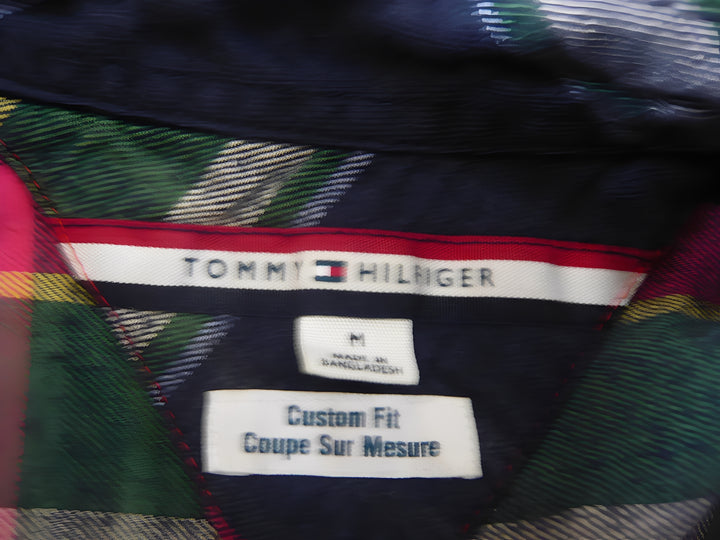 TOMMY HILFIGER
M
MADE IN
BANGLADESH
Custom Fit
Coupe Sur Mesure